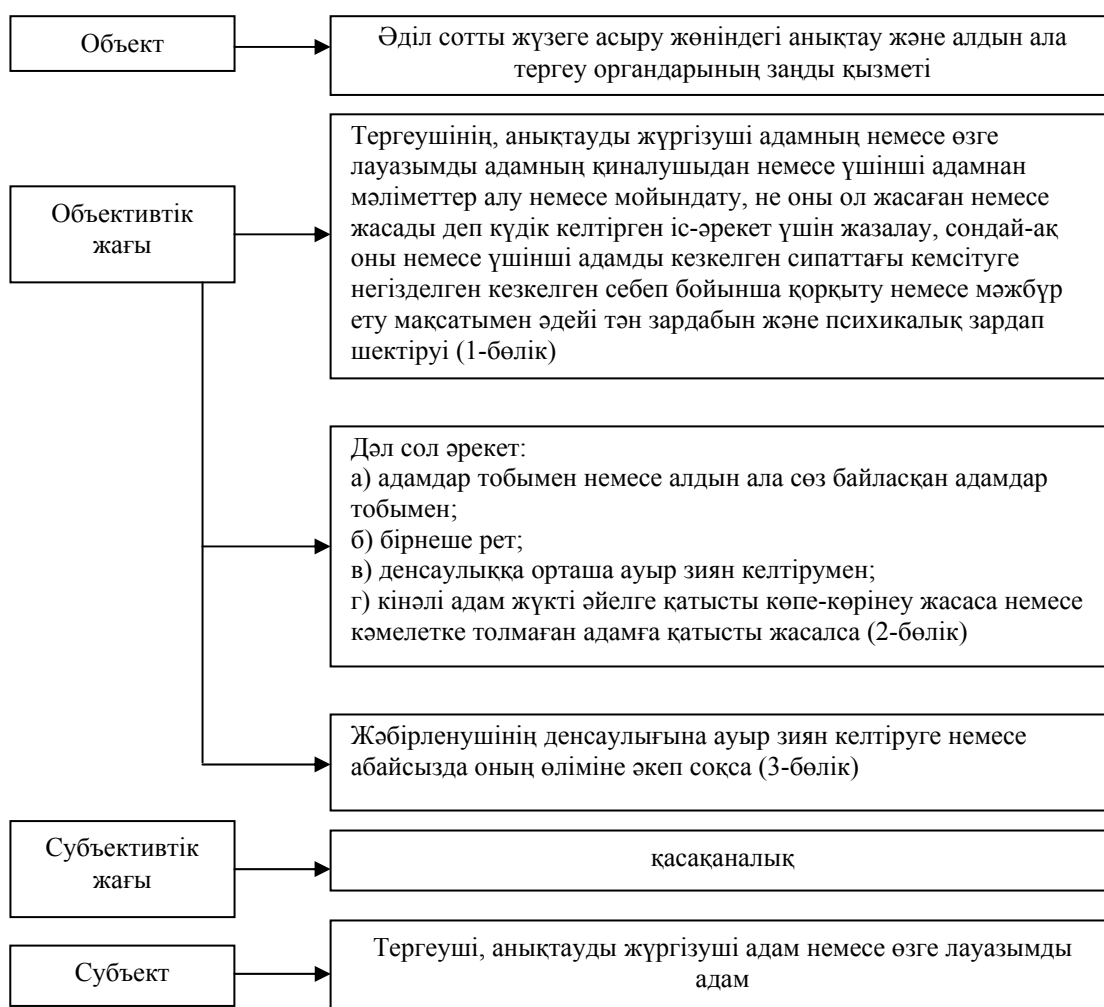 Объект
Әділ сотты жүзеге асыру жөніндегі анықтау және алдын ала
тергеу органдарының заңды қызметі
Объективтік
жағы
Тергеушінің, анықтауды жүргізуші адамның немесе өзге
лауазымды адамның қиналушыдан немесе үшінші адамнан
мәліметтер алу немесе мойындату, не оны ол жасаған немесе
жасады деп күдік келтірген іс-әрекет үшін жазалау, сондай-ақ
оны немесе үшінші адамды кезкелген сипаттағы кемсітуге
негізделген кезкелген себеп бойынша қорқыту немесе мәжбүр
ету мақсатымен әдейі тән зардабын және психикалық зардап
шектіруі (1-бөлік)
Дәл сол әрекет:
а) адамдар тобымен немесе алдын ала сөз байласқан адамдар
тобымен;
б) бірнеше рет;
в) денсаулыққа орташа ауыр зиян келтірумен;
г) кінәлі адам жүкті әйелге қатысты көпе-көрінеу жасаса немесе
кәмелетке толмаған адамға қатысты жасалса (2-бөлік)
Жәбірленушінің денсаулығына ауыр зиян келтіруге немесе
абайсызда оның өліміне әкеп соқса (3-бөлік)
Субъективтік
жағы
қасақаналық
Субъект
Тергеуші, анықтауды жүргізуші адам немесе өзге лауазымды
адам